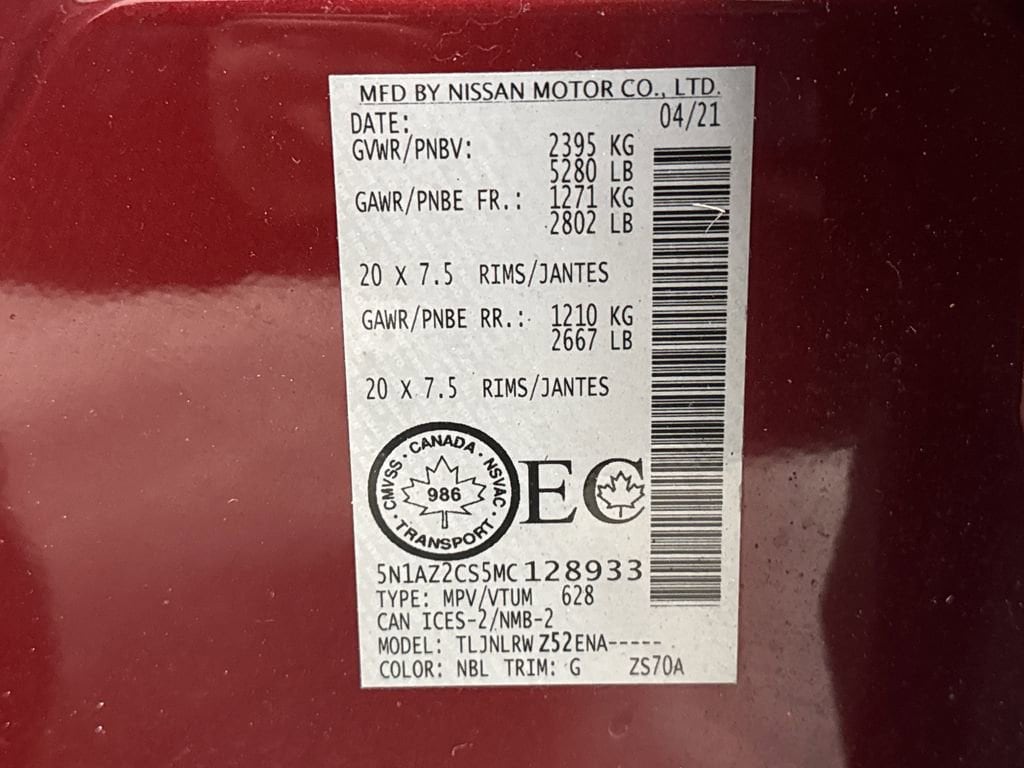 MFD BY NISSAN MOTOR CO., LTD.
DATE: 04/21
GVWR/PNBV: 2395 KG
5280 LB
GAWR/PNBE FR.: 1271 KG
2802 LB
20 X 7.5 RIMS/JANTES
GAWR/PNBE RR.: 1210 KG
2667 LB
20 X 7.5 RIMS/JANTES
CMVSS · CANADA · NSVAC · TRANSPORT ·
986
EC
5N1AZ2CS5MC128933
TYPE: MPV/VTUM 628
CAN ICES-2/NMB-2
MODEL: TLJNLRW Z52ENA-----
COLOR: NBL TRIM: G ZS70A